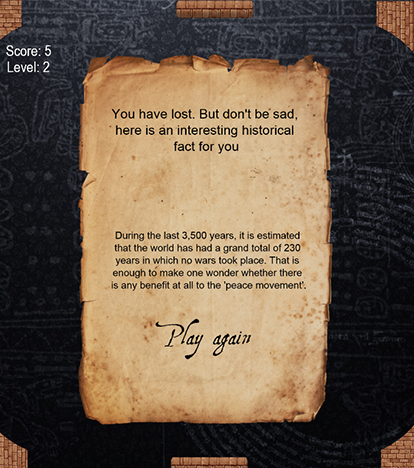 Score: 5
Level: 2
You have lost. But don't be sad,
here is an interesting historical
fact for you
During the last 3,500 years, it is estimated
that the world has had a grand total of 230
years in which no wars took place. That is
enough to make one wonder whether there
is any benefit at all to the 'peace movement'.
Play again